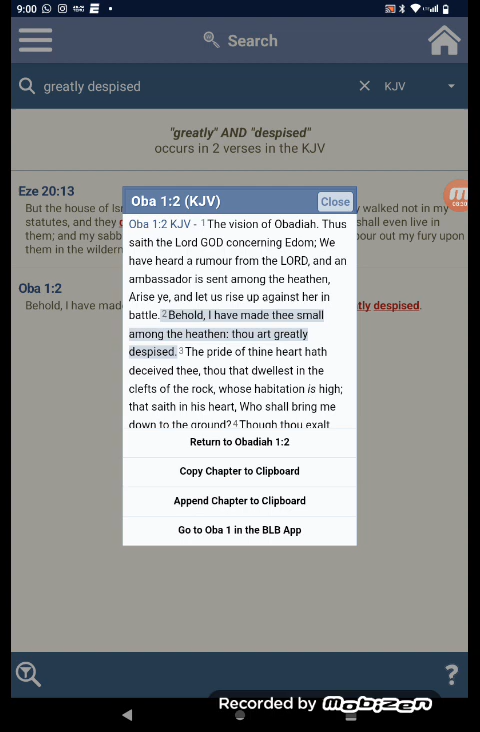 9:00
Search
greatly despised
KJV
"greatly" AND "despised"
occurs in 2 verses in the KJV
Eze 20:13
But the house of Isr
y walked not in my
statutes, and they
shall even live in
them; and my sabb
our out my fury upon
them in the wildern
Oba 1:2
Behold, I have mad
tly despised.
Oba 1:2 (KJV)
Close
Oba 1:2 KJV - 1 The vision of Obadiah. Thus
saith the Lord GOD concerning Edom; We
have heard a rumour from the LORD, and an
ambassador is sent among the heathen,
Arise ye, and let us rise up against her in
battle. 2 Behold, I have made thee small
among the heathen: thou art greatly
despised. 3 The pride of thine heart hath
deceived thee, thou that dwellest in the
clefts of the rock, whose habitation is high;
that saith in his heart, Who shall bring me
down to the ground? 4 Though thou exalt
Return to Obadiah 1:2
Copy Chapter to Clipboard
Append Chapter to Clipboard
Go to Oba 1 in the BLB App
?
Recorded by MOBIZEN